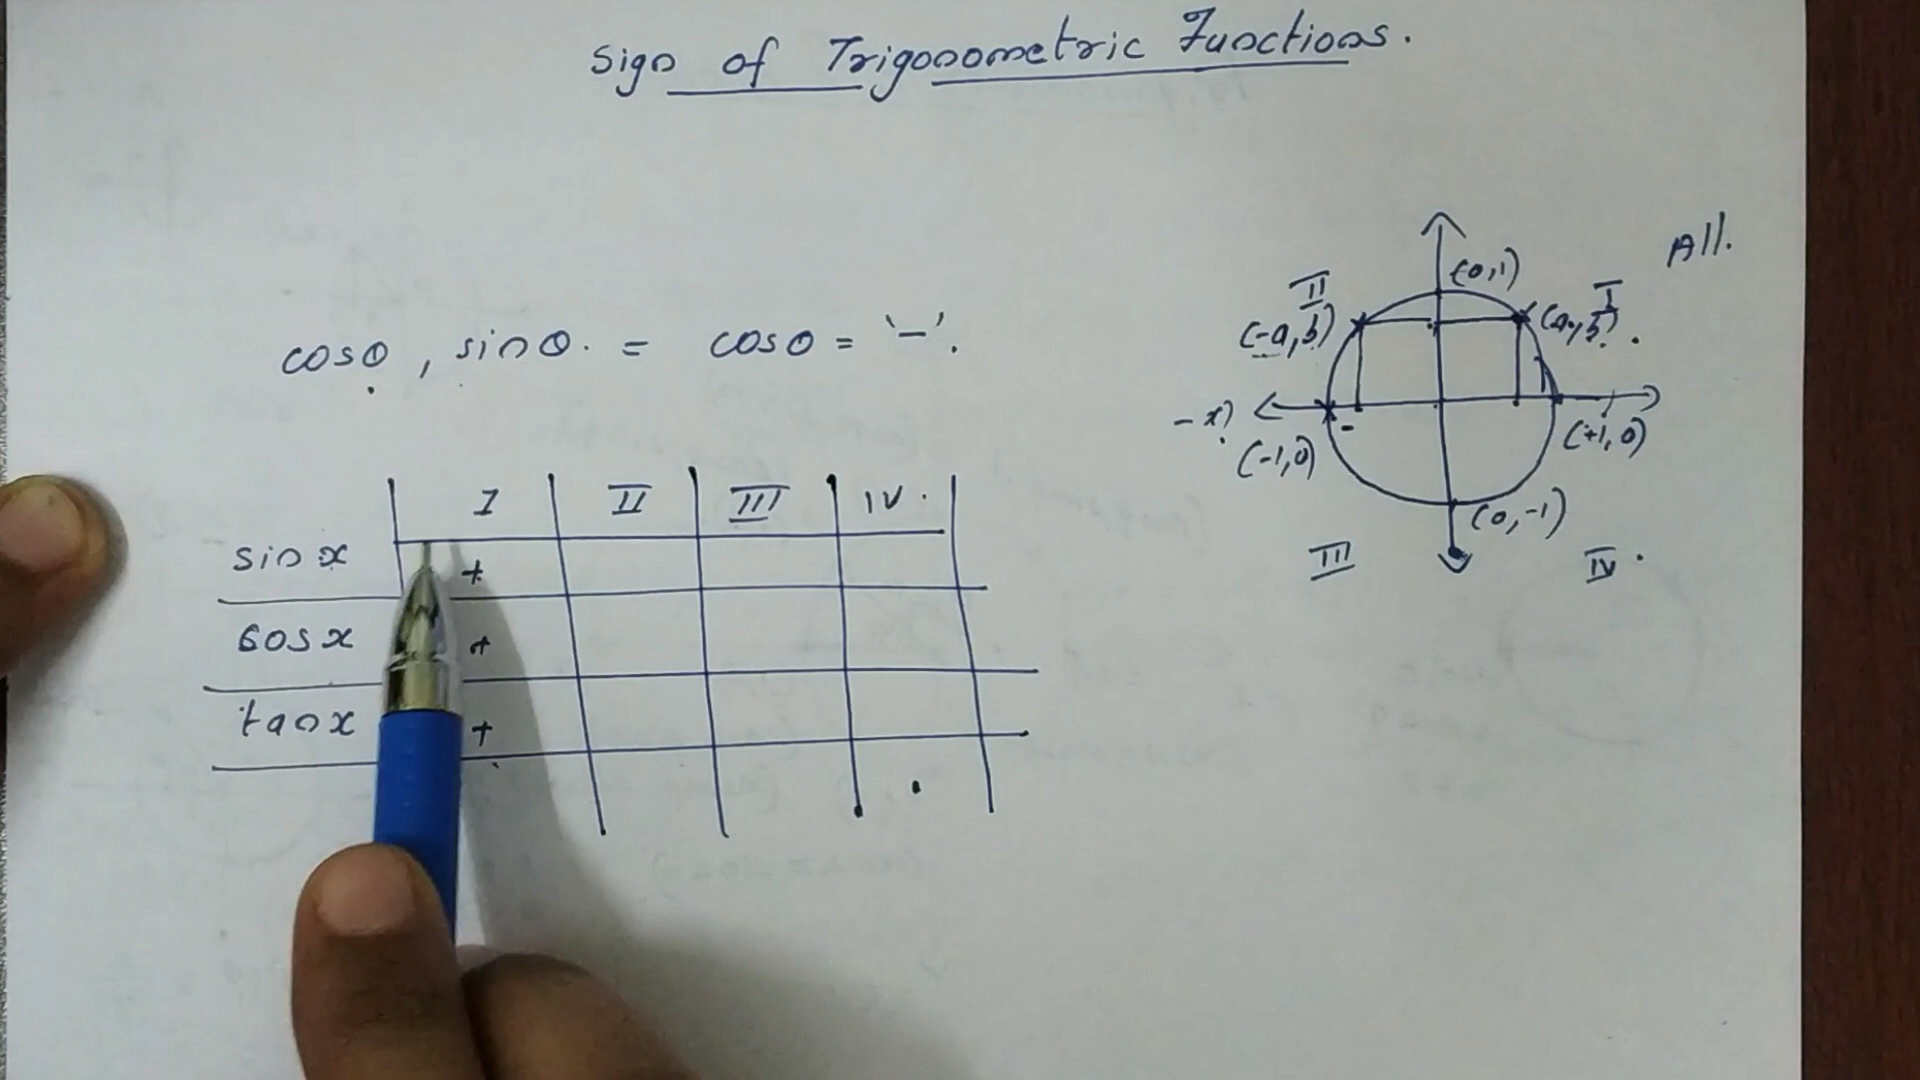 Sign of Trigonometric Functions.
All.
(0,1)
II
I
(-a,b)
(a,b).
cosθ, sinθ. = cosθ = '-'.
-x
(-1,0)
(+1,0)
(0,-1)
III
IV.
I II III IV.
sin x +
cos x +
tan x +